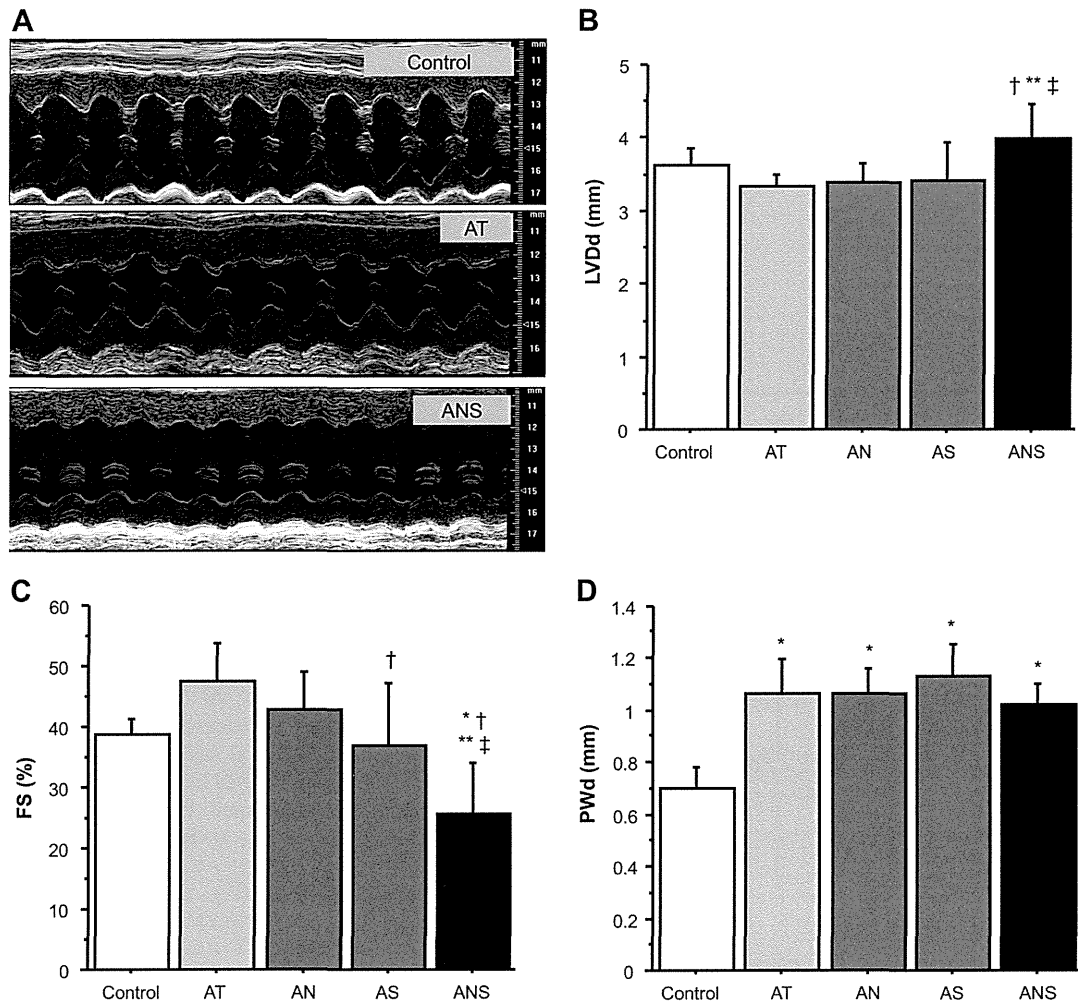 A
mm
Control
11
12
13
14
15
16
17
mm
AT
11
12
13
14
15
16
mm
ANS
11
12
13
14
15
16
17
B
LVDd (mm)
5
4
3
2
1
0
† ** ‡
Control AT AN AS ANS
C
FS (%)
60
50
40
30
20
10
0
†
* †
** ‡
Control AT AN AS ANS
D
PWd (mm)
1.4
1.2
1
0.8
0.6
0.4
0.2
0
* * * *
Control AT AN AS ANS